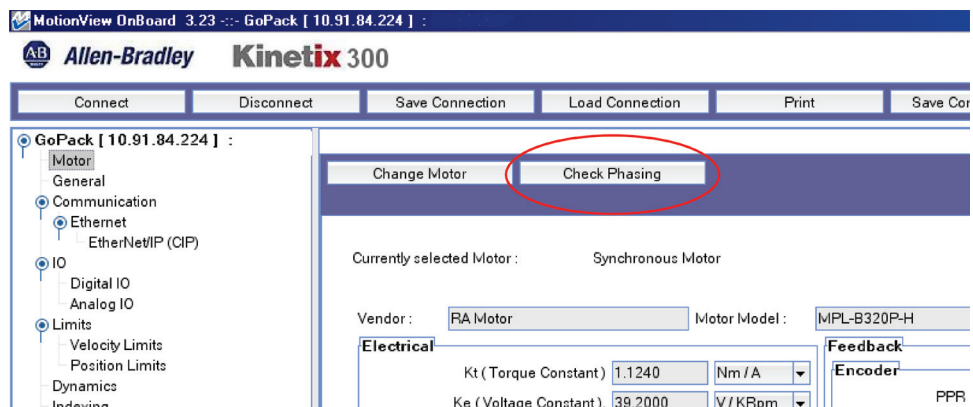 MotionView OnBoard 3.23 -::- GoPack [ 10.91.84.224 ] :
AB Allen-Bradley Kinetix 300
Connect Disconnect Save Connection Load Connection Print Save Cor
GoPack [ 10.91.84.224 ] :
Motor
General
Communication
Ethernet
EtherNet/IP (CIP)
IO
Digital IO
Analog IO
Limits
Velocity Limits
Position Limits
Dynamics
Indexing
Change Motor Check Phasing
Currently selected Motor : Synchronous Motor
Vendor : RA Motor Motor Model : MPL-B320P-H
Electrical Feedback
Kt ( Torque Constant ) 1.1240 Nm / A Encoder
Ke ( Voltage Constant ). 39.2000 V / KRpm PPR